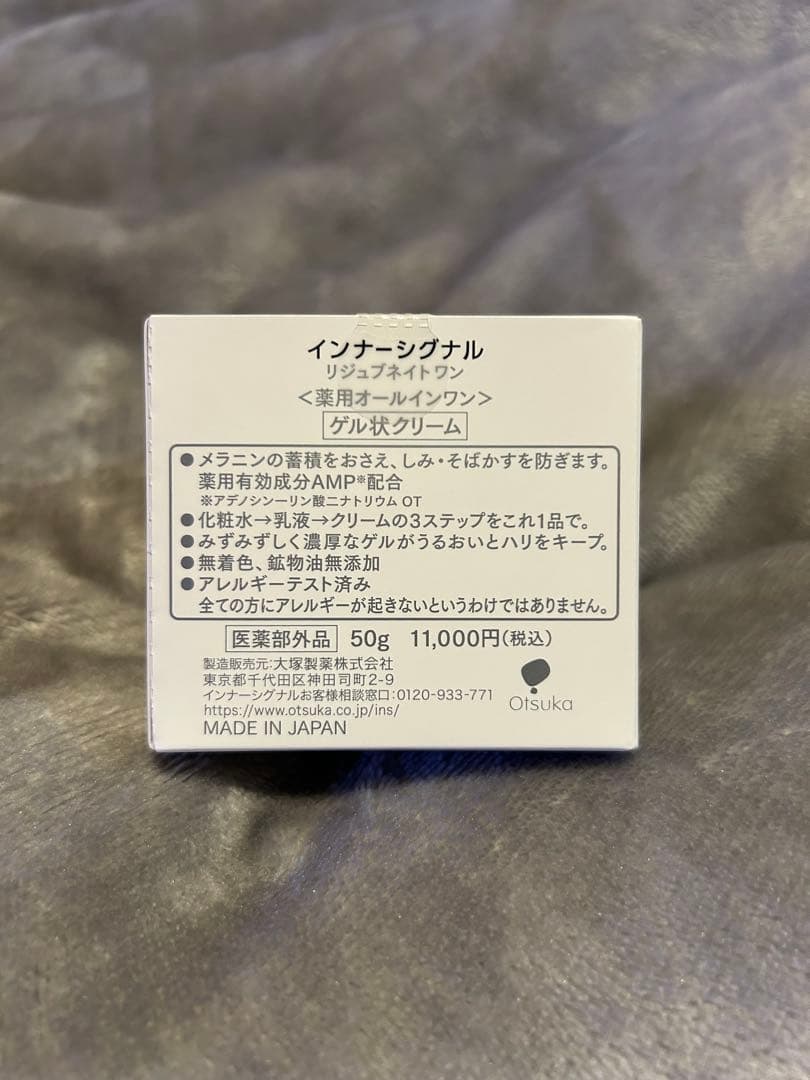 インナーシグナル
リジュブネイトワン
＜薬用オールインワン＞
ゲル状クリーム
●メラニンの蓄積をおさえ、しみ・そばかすを防ぎます。
薬用有効成分AMP※配合
※アデノシン一リン酸二ナトリウム OT
●化粧水→乳液→クリームの3ステップをこれ1品で。
●みずみずしく濃厚なゲルがうるおいとハリをキープ。
●無着色、鉱物油無添加
●アレルギーテスト済み
全ての方にアレルギーが起きないというわけではありません。
医薬部外品 50g 11,000円(税込)
製造販売元:大塚製薬株式会社
東京都千代田区神田司町2-9
インナーシグナルお客様相談窓口:0120-933-771
https://www.otsuka.co.jp/ins/
MADE IN JAPAN
Otsuka